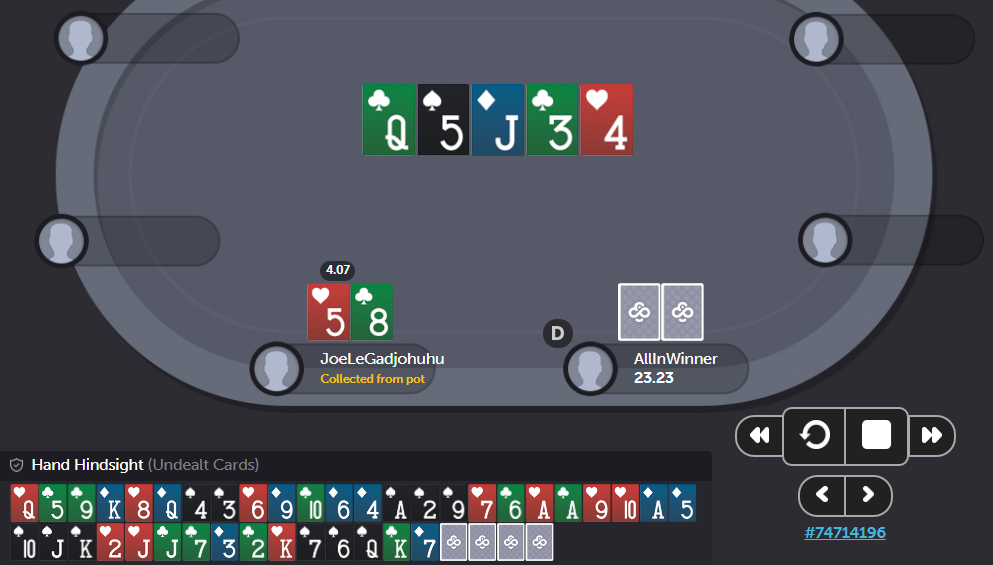 Q 5 J 3 4
4.07
5 8
D
JoeLeGadjohuhu
Collected from pot
AllInWinner
23.23
Hand Hindsight (Undealt Cards)
Q 5 9 K 8 Q 4 3 6 9 10 6 4 A 2 9 7 6 A A 9 10 A 5
10 J K 2 J J 7 3 2 K 7 6 Q K 7
#74714196